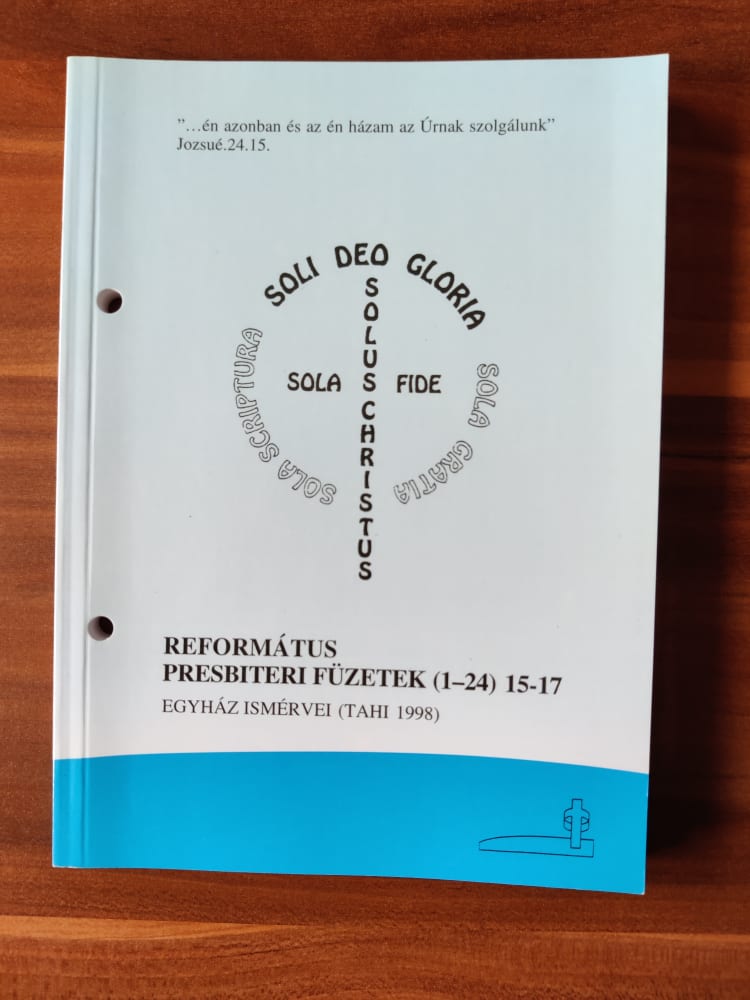 ”...én azonban és az én házam az Úrnak szolgálunk”
Jozsué.24.15.
SOLI DEO GLORIA
SOLUS CHRISTUS
SOLA FIDE
SOLA SCRIPTURA
SOLA GRATIA
REFORMÁTUS
PRESBITERI FÜZETEK (1–24) 15-17
EGYHÁZ ISMÉRVEI (TAHI 1998)